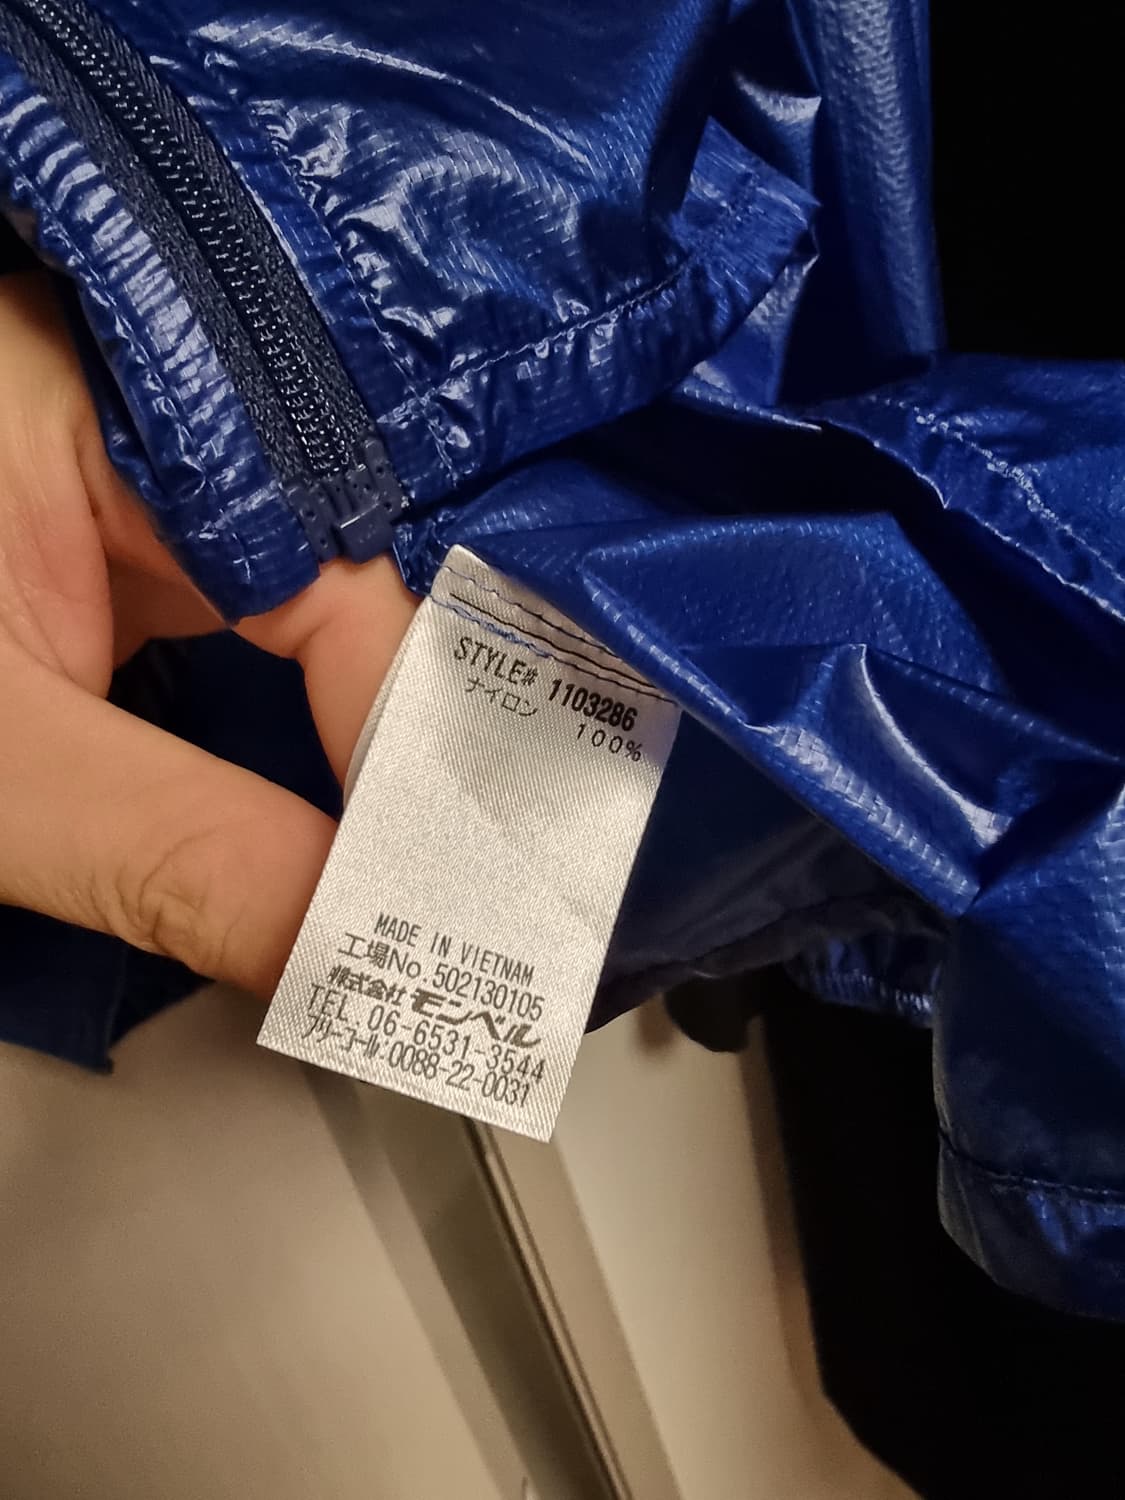 STYLE# 1103286
ナイロン 100%
MADE IN VIETNAM
工場No.502130105
株式会社 モンベル
TEL 06-6531-3544
フリーコール:0088-22-0031